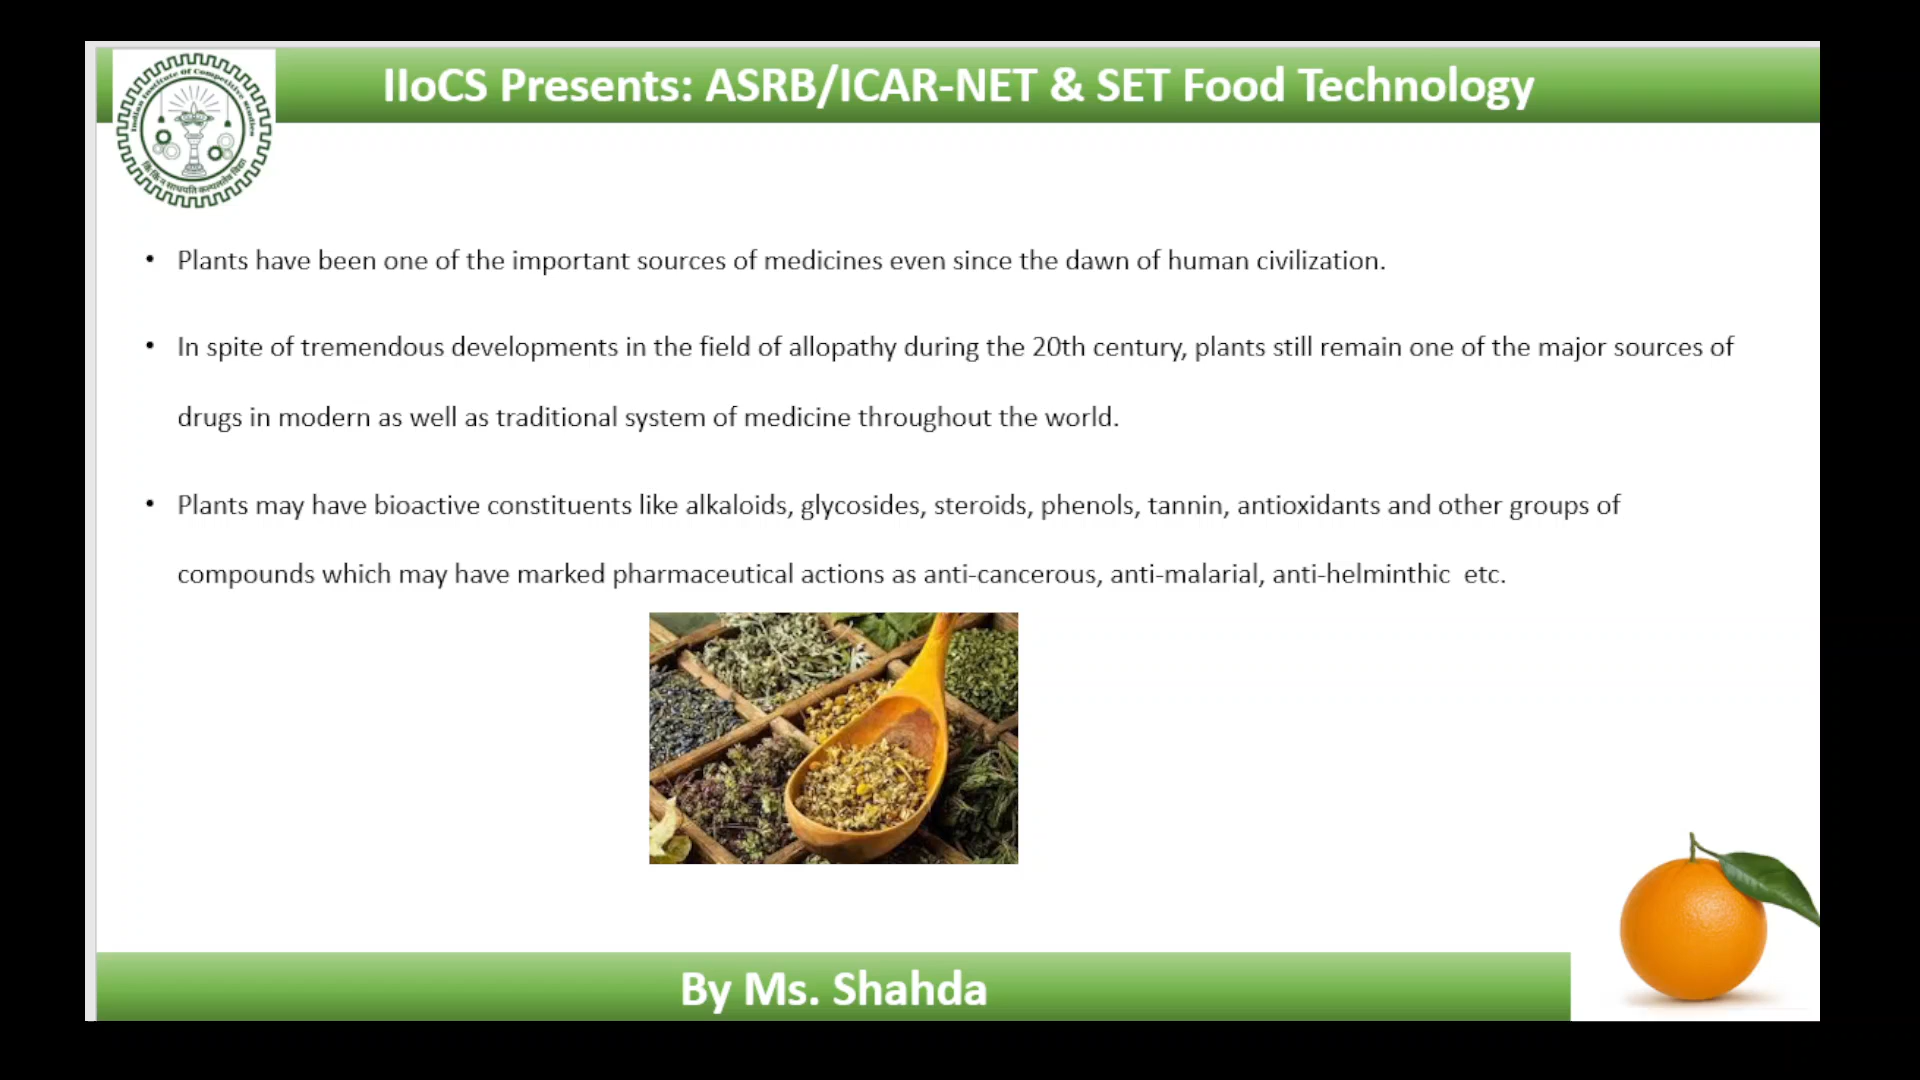 IIoCS Presents: ASRB/ICAR-NET & SET Food Technology
Indian Institute of Competitive studies
• Plants have been one of the important sources of medicines even since the dawn of human civilization.
• In spite of tremendous developments in the field of allopathy during the 20th century, plants still remain one of the major sources of
drugs in modern as well as traditional system of medicine throughout the world.
• Plants may have bioactive constituents like alkaloids, glycosides, steroids, phenols, tannin, antioxidants and other groups of
compounds which may have marked pharmaceutical actions as anti-cancerous, anti-malarial, anti-helminthic etc.
By Ms. Shahda